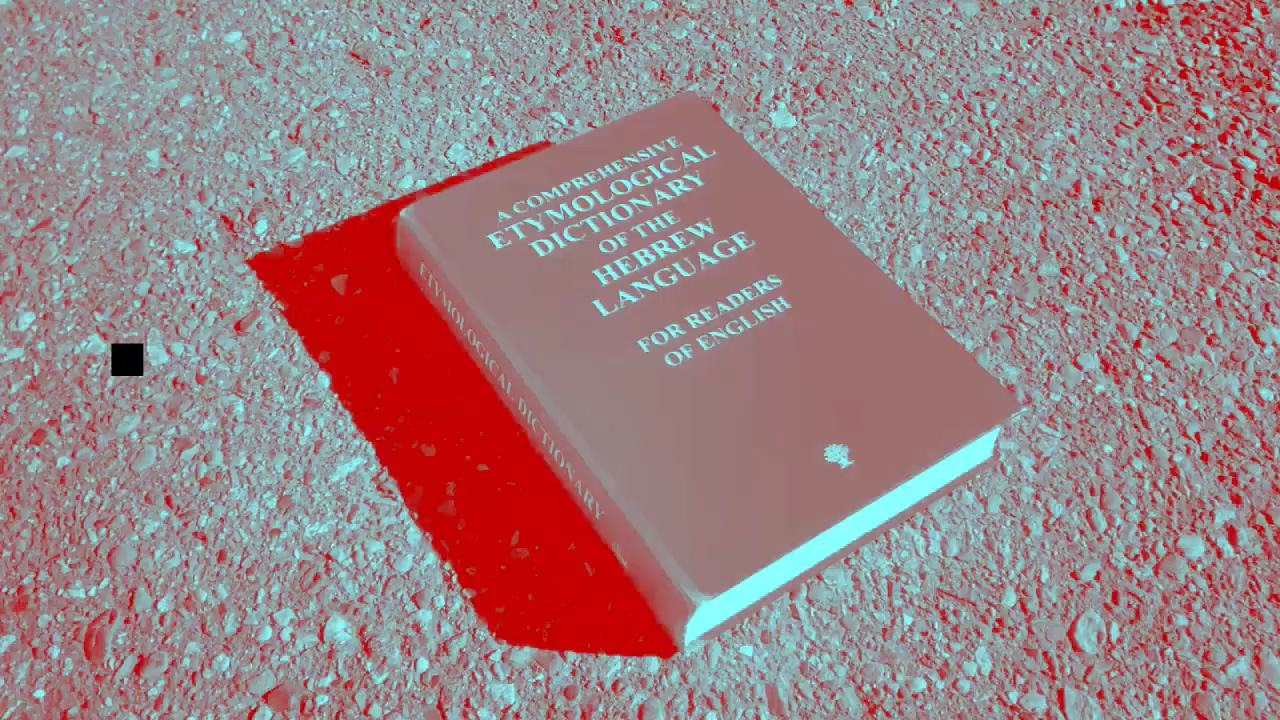 A COMPREHENSIVE
ETYMOLOGICAL
DICTIONARY
OF THE
HEBREW
LANGUAGE
FOR READERS
OF ENGLISH
ETYMOLOGICAL DICTIONARY